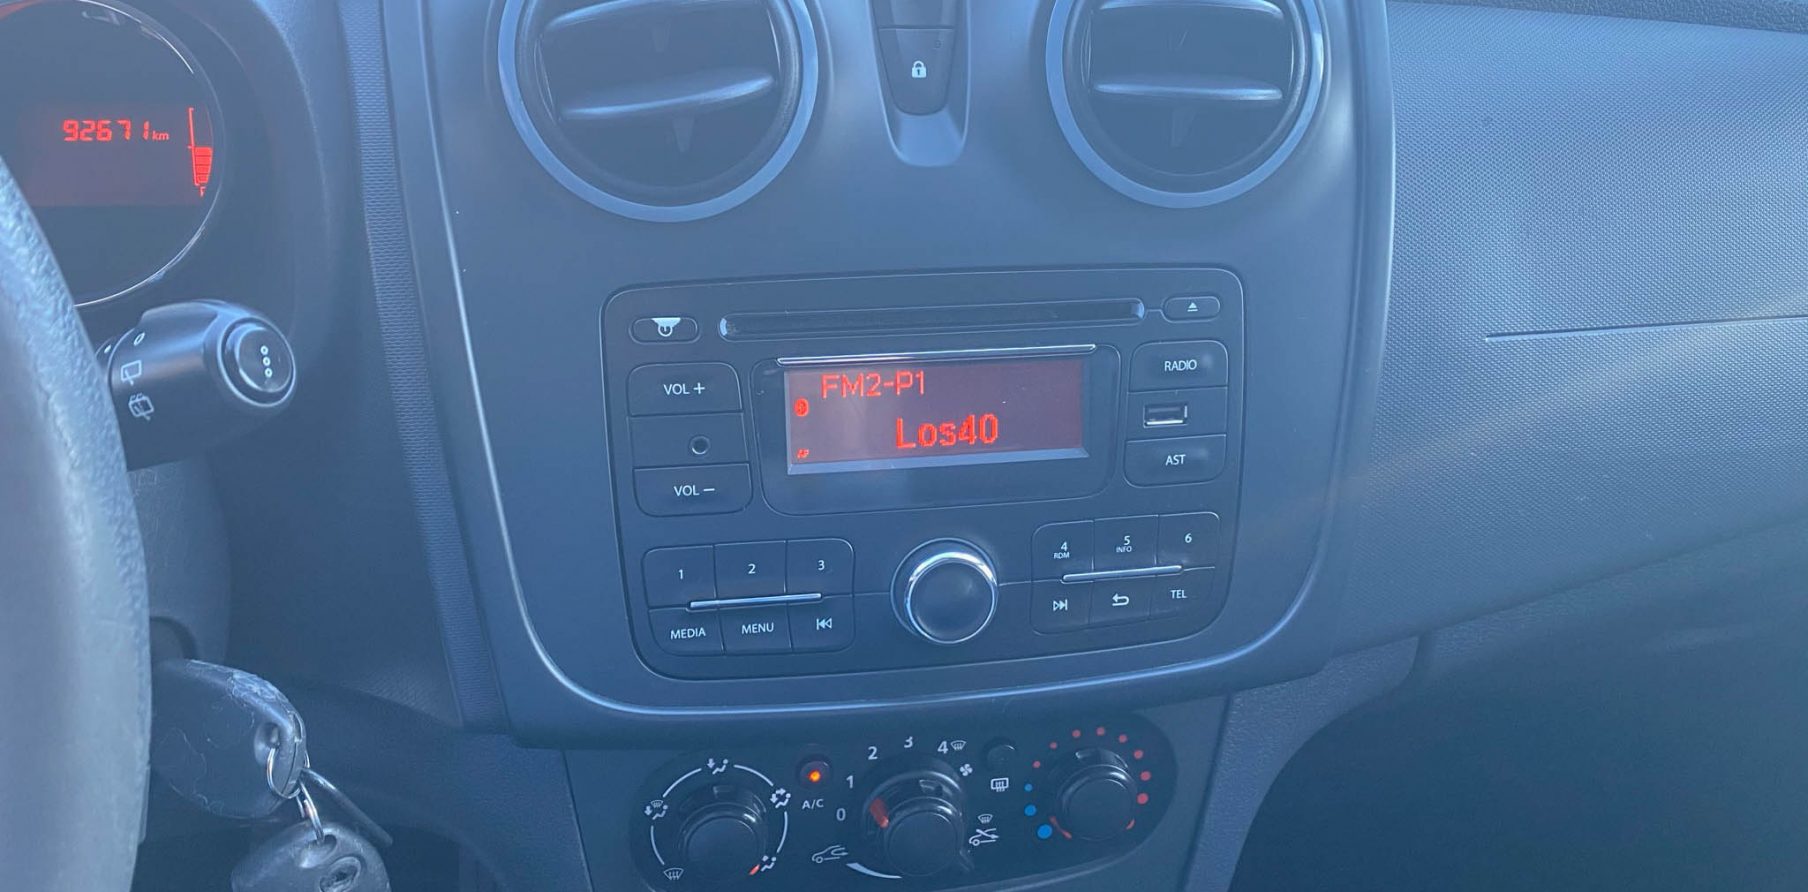 92671 km
F
FM2-P1
Los40
VOL +
VOL −
RADIO
AST
1
2
3
4
RDM
5
INFO
6
MEDIA
MENU
TEL
A/C
0
1
2
3
4